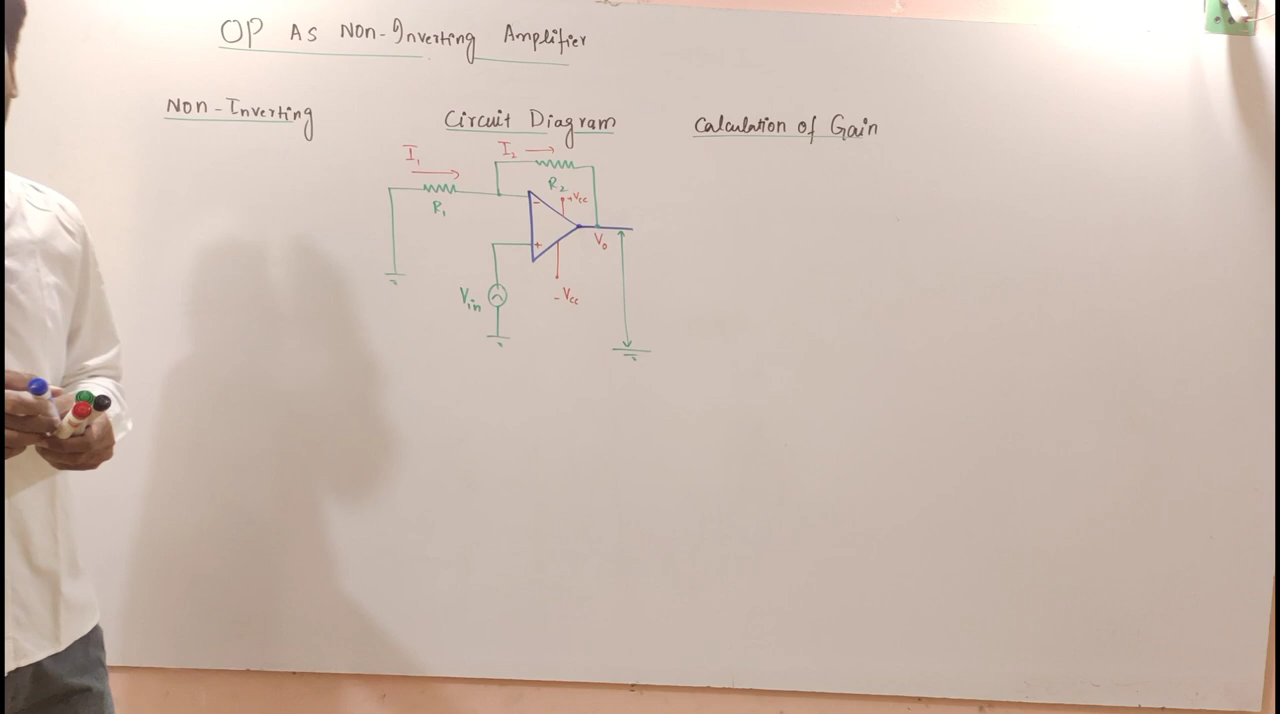 OP As Non-Inverting Amplifier
Non-Inverting
Circuit Diagram
Calculation of Gain
I₁
I₂
R₂
R₁
+Vcc
-
+
V₀
Vin
-Vcc